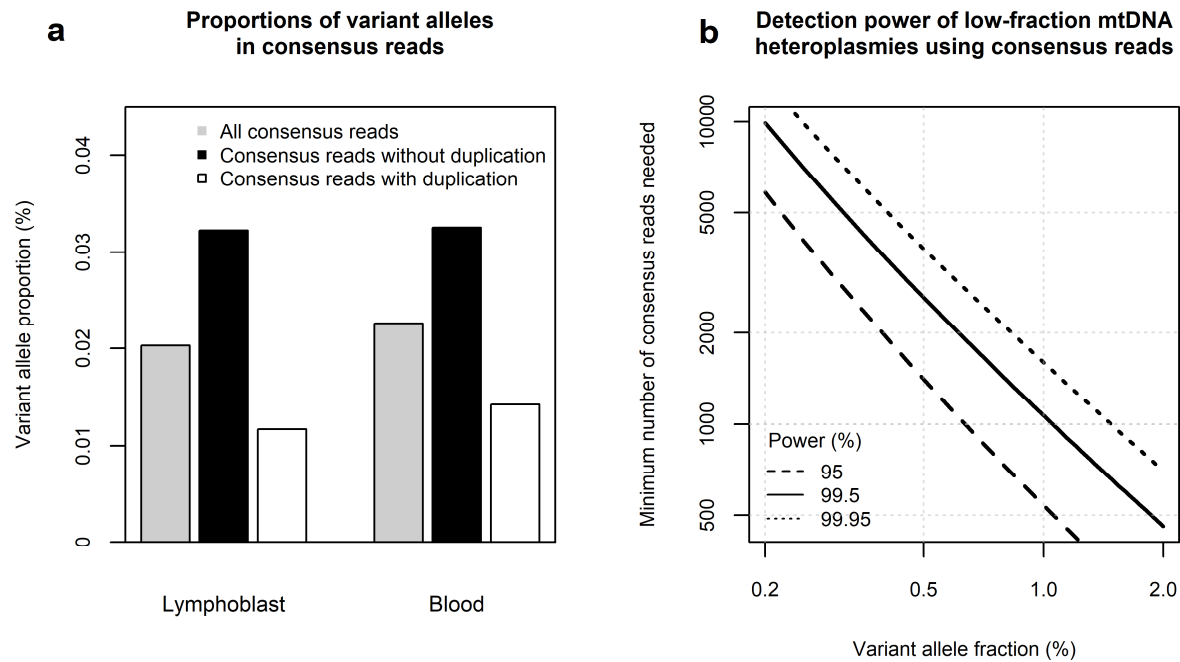 a
Proportions of variant alleles
in consensus reads
Variant allele proportion (%)
0.04
0.03
0.02
0.01
0
All consensus reads
Consensus reads without duplication
Consensus reads with duplication
Lymphoblast
Blood
b
Detection power of low-fraction mtDNA
heteroplasmies using consensus reads
Minimum number of consensus reads needed
10000
5000
2000
1000
500
Power (%)
95
99.5
99.95
0.2
0.5
1.0
2.0
Variant allele fraction (%)